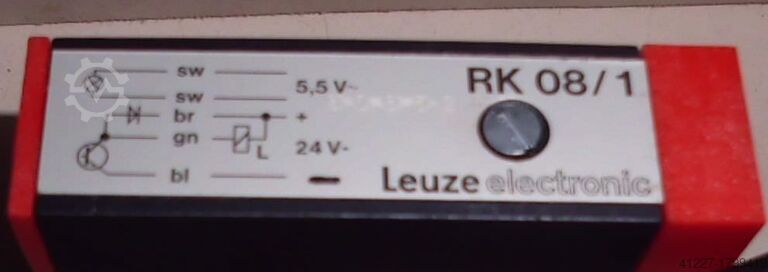 sw 5,5 V~
sw
br +
gn L 24 V-
bl –
RK 08/1
Leuze electronic